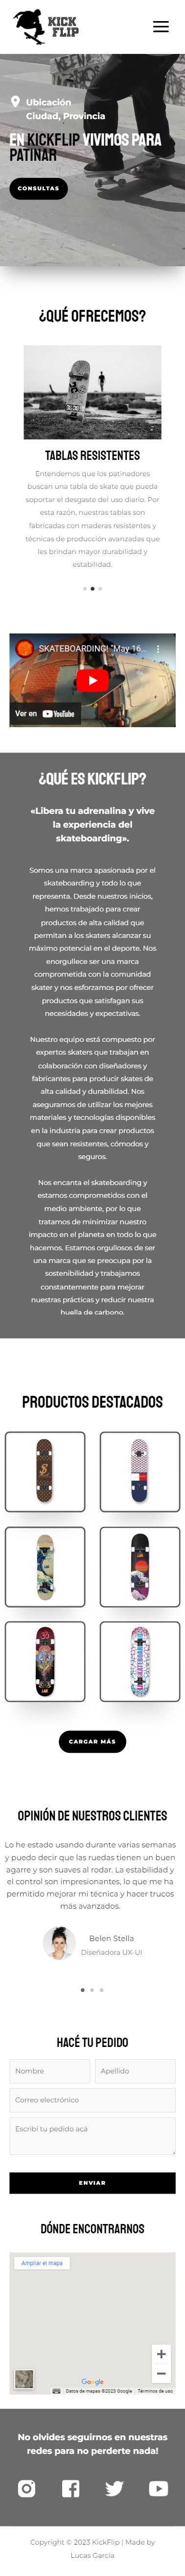 KICK
FLIP
Ubicación
Ciudad, Provincia
EN KICKFLIP VIVIMOS PARA
PATINAR
CONSULTAS
¿QUÉ OFRECEMOS?
TABLAS RESISTENTES
Entendemos que los patinadores
buscan una tabla de skate que pueda
soportar el desgaste del uso diario. Por
esta razón, nuestras tablas son
fabricadas con maderas resistentes y
técnicas de producción avanzadas que
les brindan mayor durabilidad y
estabilidad.
SKATEBOARDING! "May 16...
Ver en YouTube
¿QUÉ ES KICKFLIP?
«Libera tu adrenalina y vive
la experiencia del
skateboarding».
Somos una marca apasionada por el
skateboarding y todo lo que
representa. Desde nuestros inicios,
hemos trabajado para crear
productos de alta calidad que
permitan a los skaters alcanzar su
máximo potencial en el deporte. Nos
enorgullece ser una marca
comprometida con la comunidad
skater y nos esforzamos por ofrecer
productos que satisfagan sus
necesidades y expectativas.
Nuestro equipo está compuesto por
expertos skaters que trabajan en
colaboración con diseñadores y
fabricantes para producir skates de
alta calidad y durabilidad. Nos
aseguramos de utilizar los mejores
materiales y tecnologías disponibles
en la industria para crear productos
que sean resistentes, cómodos y
seguros.
Nos encanta el skateboarding y
estamos comprometidos con el
medio ambiente, por lo que
tratamos de minimizar nuestro
impacto en el planeta en todo lo que
hacemos. Estamos orgullosos de ser
una marca que se preocupa por la
sostenibilidad y trabajamos
constantemente para mejorar
nuestras prácticas y reducir nuestra
huella de carbono.
PRODUCTOS DESTACADOS
CARGAR MÁS
OPINIÓN DE NUESTROS CLIENTES
Lo he estado usando durante varias semanas
y puedo decir que las ruedas tienen un buen
agarre y son suaves al rodar. La estabilidad y
el control son impresionantes, lo que me ha
permitido mejorar mi técnica y hacer trucos
más avanzados.
Belen Stella
Diseñadora UX-UI
HACÉ TU PEDIDO
Nombre
Apellido
Correo electrónico
Escribí tu pedido acá
ENVIAR
DÓNDE ENCONTRARNOS
Ampliar el mapa
Google
Datos de mapas ©2023 Google
Términos de uso
No olvides seguirnos en nuestras
redes para no perderte nada!
Copyright © 2023 KickFlip | Made by
Lucas García